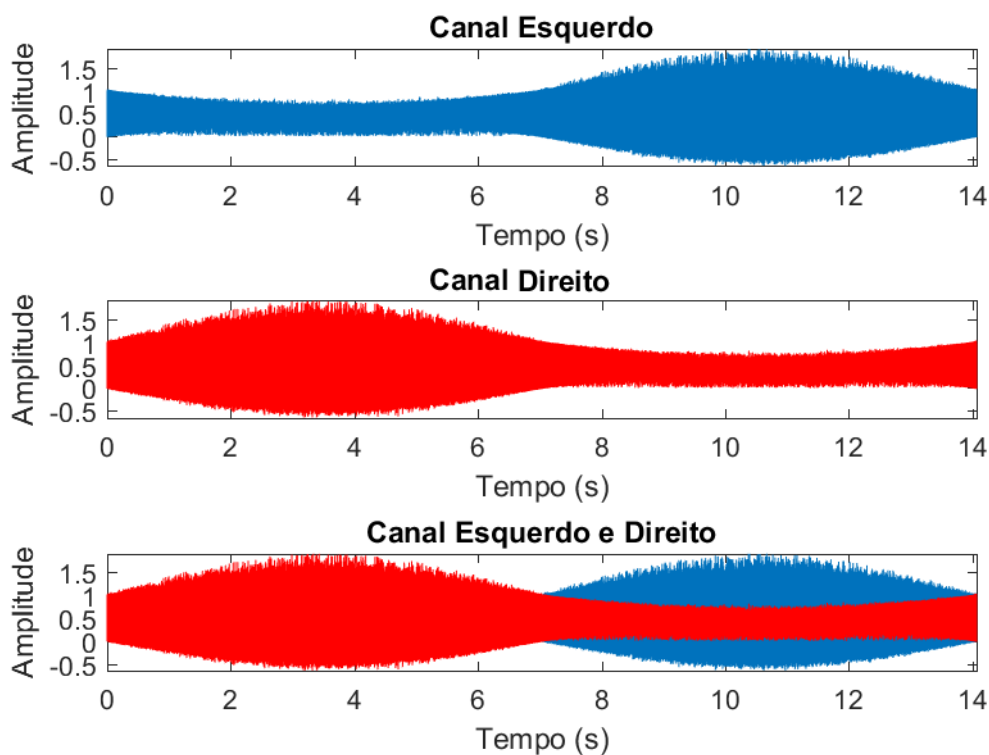 Canal Esquerdo
Amplitude
1.5
1
0.5
0
-0.5
0 2 4 6 8 10 12 14
Tempo (s)
Canal Direito
Amplitude
1.5
1
0.5
0
-0.5
0 2 4 6 8 10 12 14
Tempo (s)
Canal Esquerdo e Direito
Amplitude
1.5
1
0.5
0
-0.5
0 2 4 6 8 10 12 14
Tempo (s)